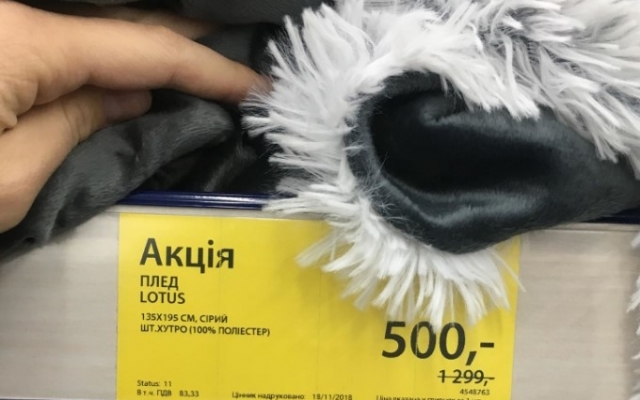 Акція
ПЛЕД
LOTUS
135X195 СМ, СІРИЙ
ШТ.ХУТРО (100% ПОЛІЕСТЕР)
500,-
1 299,-
4548763
Status: 11
В т. ч. ПДВ 83,33
Цінник надруковано: 18/11/2018